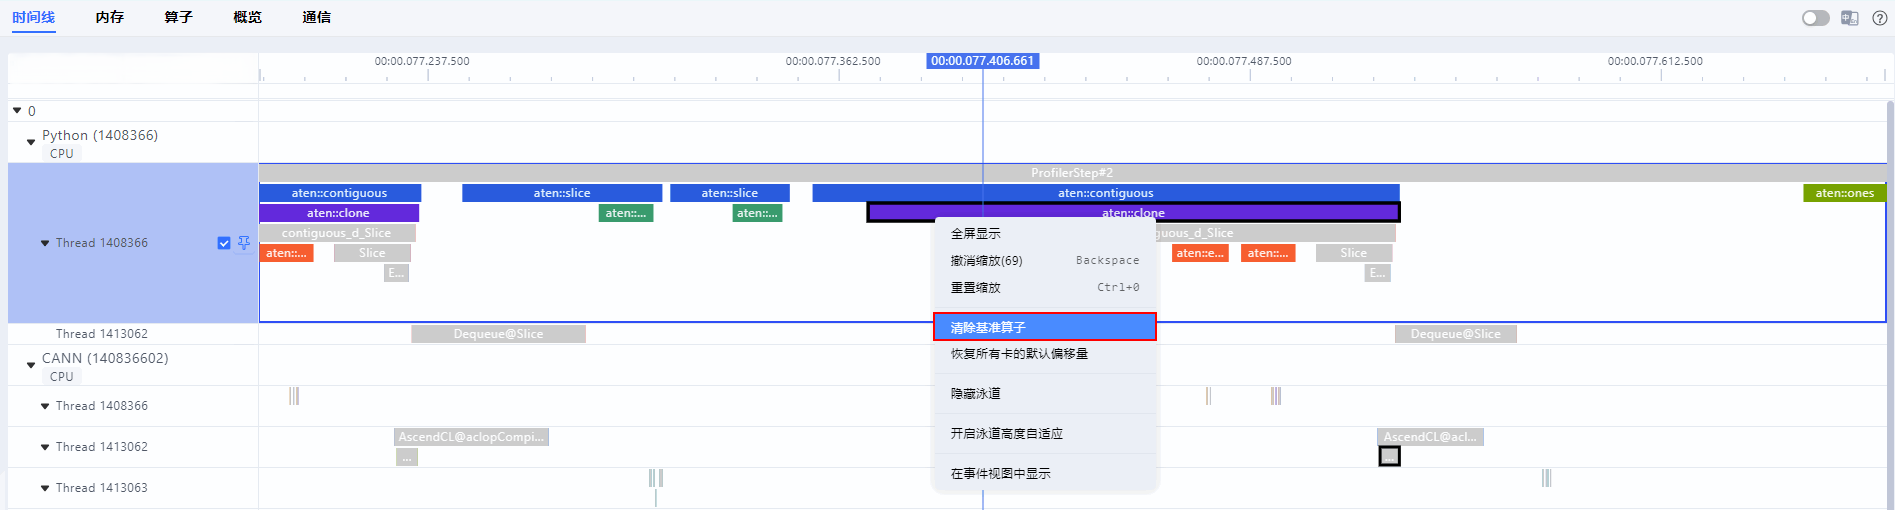 时间线 内存 算子 概览 通信
00:00.077.237.500 00:00.077.362.500 00:00.077.406.661 00:00.077.487.500 00:00.077.612.500
0
Python (1408366)
CPU
ProfilerStep#2
aten::contiguous aten::slice aten::slice aten::contiguous aten::ones
aten::clone aten::... aten::... aten::clone
Thread 1408366
contiguous_d_Slice guous_d_Slice
aten::... Slice aten::e... aten::... Slice
E... E...
全屏显示
撤消缩放(69) Backspace
重置缩放 Ctrl+0
清除基准算子
恢复所有卡的默认偏移量
隐藏泳道
开启泳道高度自适应
在事件视图中显示
Thread 1413062 Dequeue@Slice Dequeue@Slice
CANN (140836602)
CPU
Thread 1408366
Thread 1413062 AscendCL@aclopCompi... AscendCL@acl...
... ...
Thread 1413063